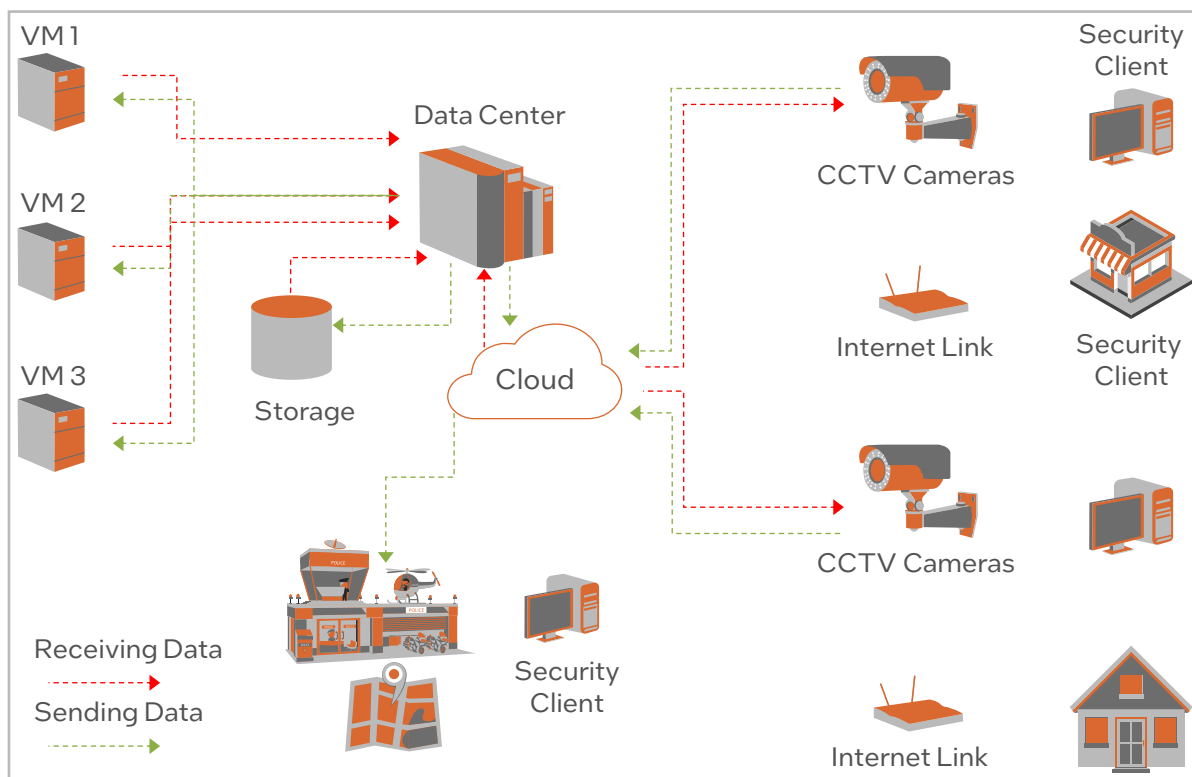 VM 1
Security
Client
Data Center
CCTV Cameras
VM 2
Internet Link
Security
Client
VM 3
Cloud
Storage
CCTV Cameras
POLICE
POLICE
Receiving Data
Sending Data
Security
Client
Internet Link